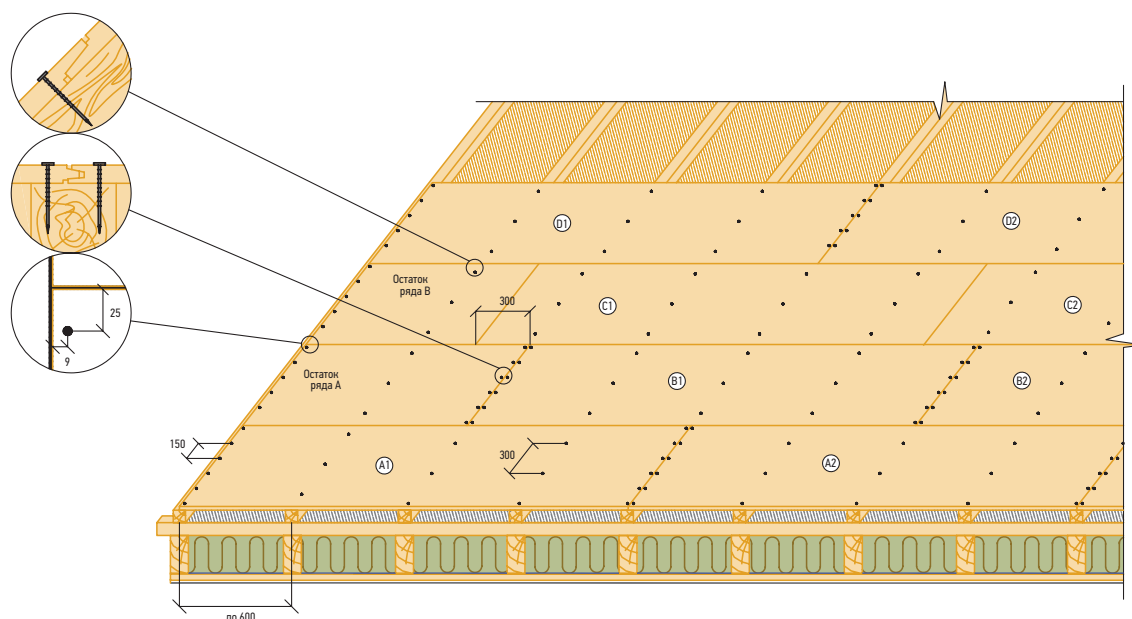 D1
D2
Остаток
ряда B
300
C1
C2
25
9
Остаток
ряда A
B1
B2
150
300
A1
A2
до 600